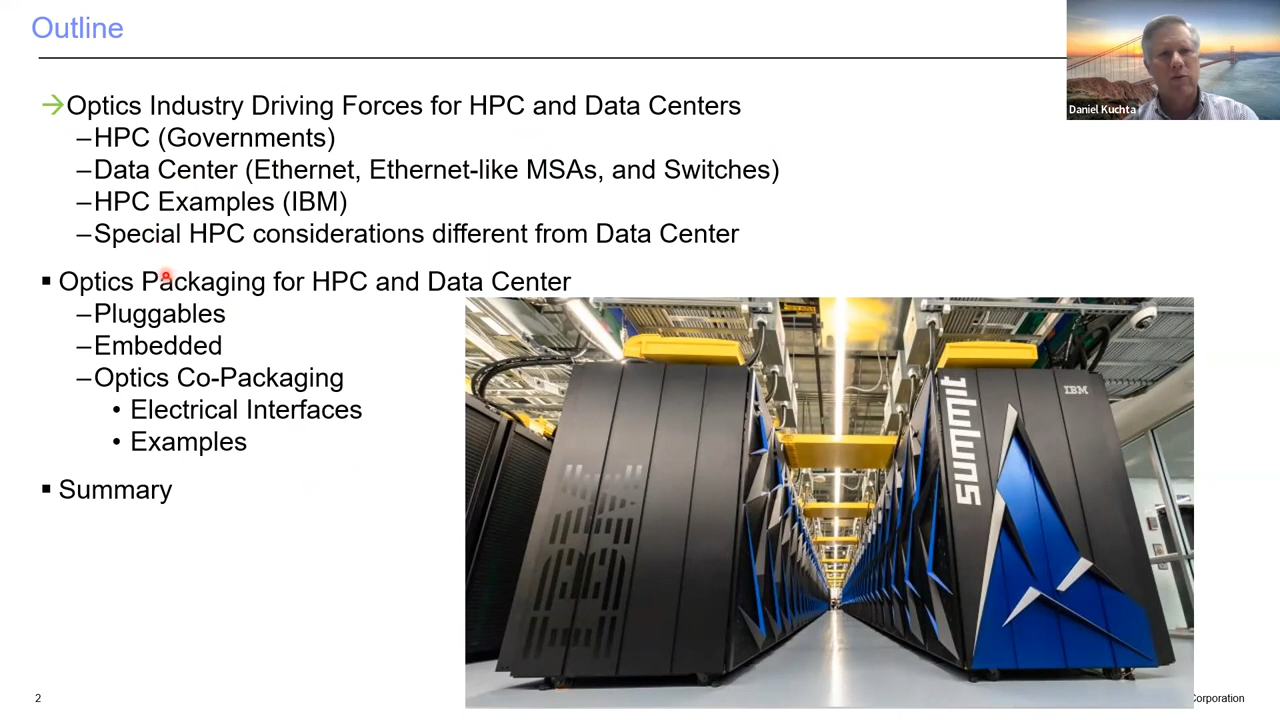 Outline
Daniel Kuchta
→Optics Industry Driving Forces for HPC and Data Centers
–HPC (Governments)
–Data Center (Ethernet, Ethernet-like MSAs, and Switches)
–HPC Examples (IBM)
–Special HPC considerations different from Data Center
▪ Optics Packaging for HPC and Data Center
–Pluggables
–Embedded
–Optics Co-Packaging
• Electrical Interfaces
• Examples
▪ Summary
IBM
summit
IBM
2
Corporation